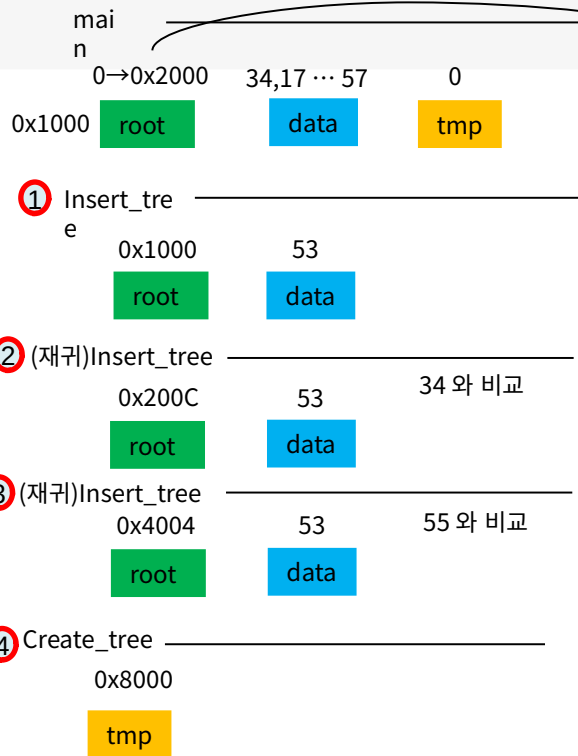 mai
n
0→0x2000 34,17 ⋯ 57 0
0x1000 root data tmp
1 Insert_tre
e
0x1000 53
root data
2 (재귀)Insert_tree
34 와 비교
0x200C 53
root data
3 (재귀)Insert_tree
0x4004 53 55 와 비교
root data
4 Create_tree
0x8000
tmp